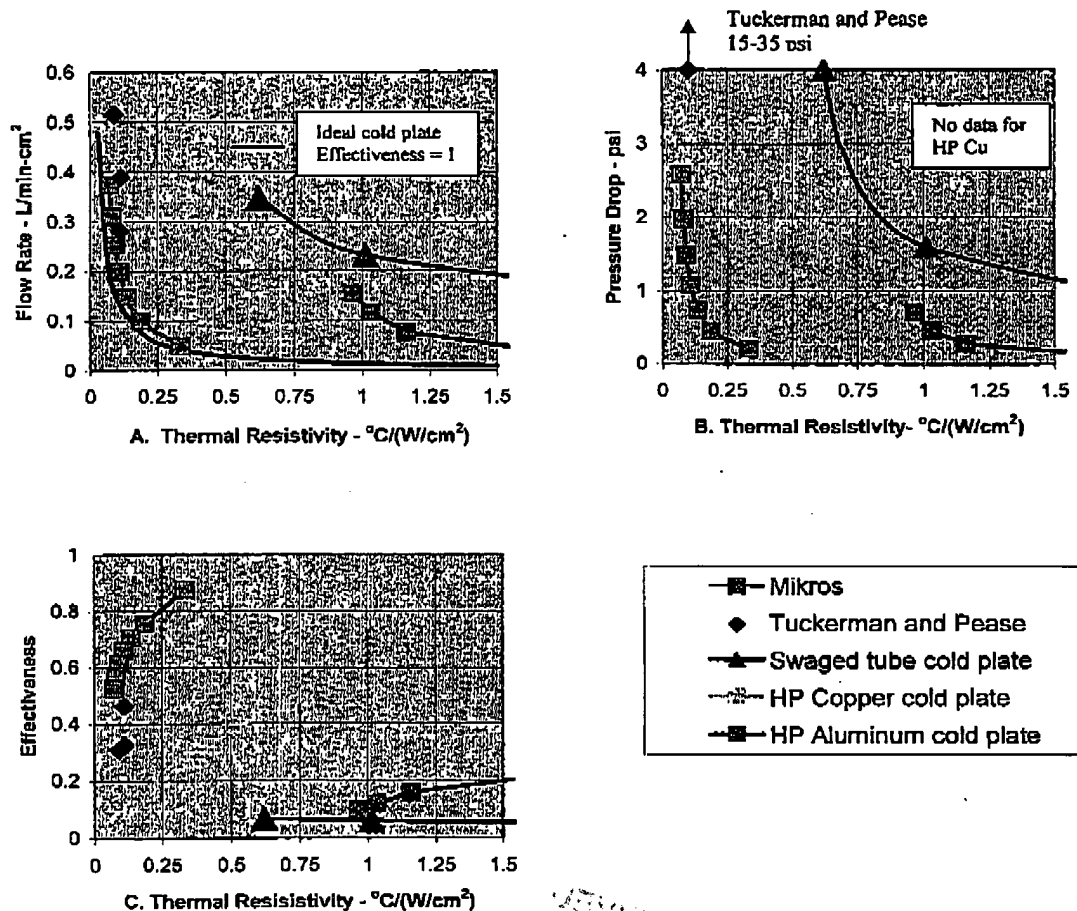 Tuckerman and Pease
15-35 psi
0.6
0.5
0.4
0.3
0.2
0.1
0
Flow Rate - L/min-cm²
Ideal cold plate
Effectiveness = 1
0 0.25 0.5 0.75 1 1.25 1.5
A. Thermal Resistivity - °C/(W/cm²)
4
3
2
1
0
Pressure Drop - psi
No data for
HP Cu
0 0.25 0.5 0.75 1 1.25 1.5
B. Thermal Resistivity- °C/(W/cm²)
1
0.8
0.6
0.4
0.2
0
Effectiveness
0 0.25 0.5 0.75 1 1.25 1.5
C. Thermal Resisistivity - °C/(W/cm²)
Mikros
Tuckerman and Pease
Swaged tube cold plate
HP Copper cold plate
HP Aluminum cold plate